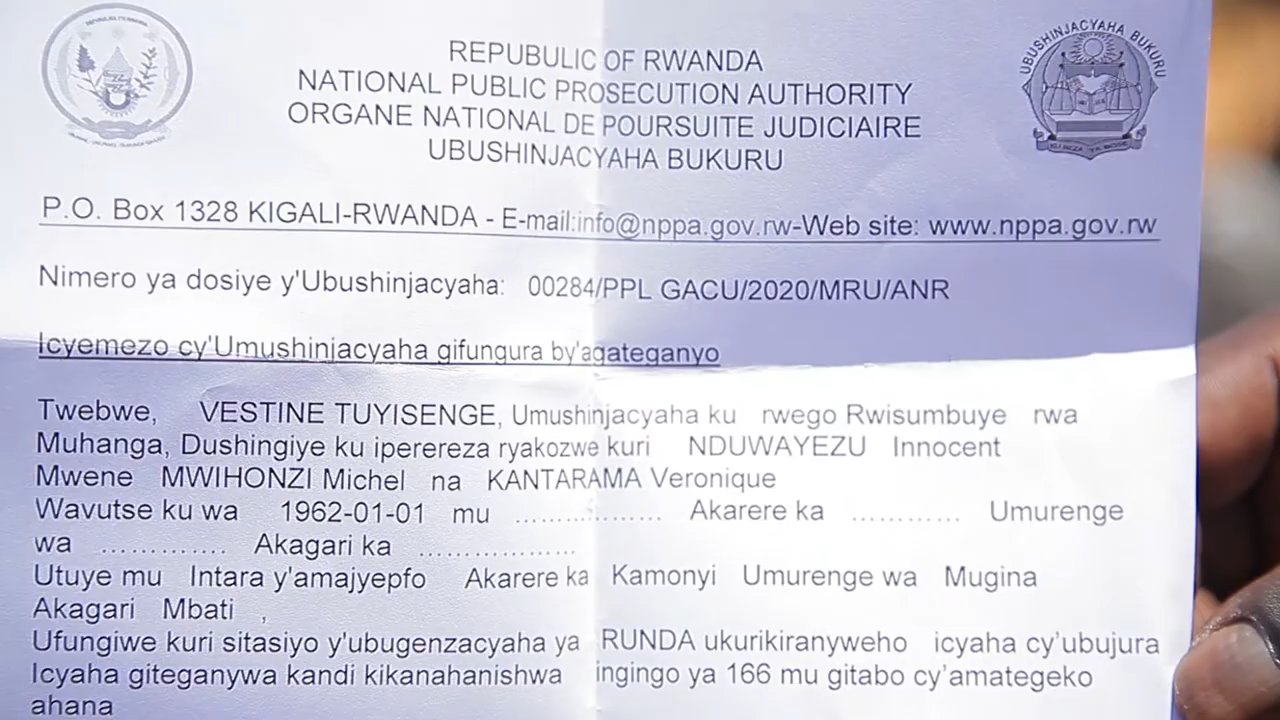 REPUBULIC OF RWANDA
NATIONAL PUBLIC PROSECUTION AUTHORITY
ORGANE NATIONAL DE POURSUITE JUDICIAIRE
UBUSHINJACYAHA BUKURU
UBUSHINJACYAHA BUKURU
P.O. Box 1328 KIGALI-RWANDA - E-mail:info@nppa.gov.rw-Web site: www.nppa.gov.rw
Nimero ya dosiye y'Ubushinjacyaha: 00284/PPL GACU/2020/MRU/ANR
Icyemezo cy'Umushinjacyaha gifungura by'agateganyo
Twebwe, VESTINE TUYISENGE, Umushinjacyaha ku rwego Rwisumbuye rwa
Muhanga, Dushingiye ku iperereza ryakozwe kuri NDUWAYEZU Innocent
Mwene MWIHONZI Michel na KANTARAMA Veronique
Wavutse ku wa 1962-01-01 mu .................... Akarere ka ............ Umurenge
wa ............. Akagari ka .................
Utuye mu Intara y'amajyepfo Akarere ka Kamonyi Umurenge wa Mugina
Akagari Mbati ,
Ufungiwe kuri sitasiyo y'ubugenzacyaha ya RUNDA ukurikiranyweho icyaha cy'ubujura
Icyaha giteganywa kandi kikanahanishwa ingingo ya 166 mu gitabo cy'amategeko
ahana